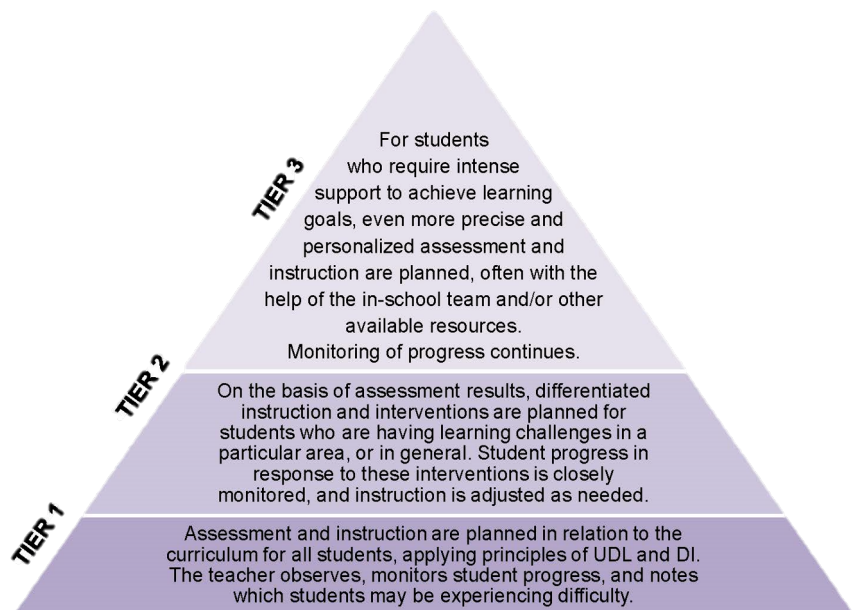 TIER 3
For students
who require intense
support to achieve learning
goals, even more precise and
personalized assessment and
instruction are planned, often with the
help of the in-school team and/or other
available resources.
Monitoring of progress continues.
TIER 2
On the basis of assessment results, differentiated
instruction and interventions are planned for
students who are having learning challenges in a
particular area, or in general. Student progress in
response to these interventions is closely
monitored, and instruction is adjusted as needed.
TIER 1
Assessment and instruction are planned in relation to the
curriculum for all students, applying principles of UDL and DI.
The teacher observes, monitors student progress, and notes
which students may be experiencing difficulty.